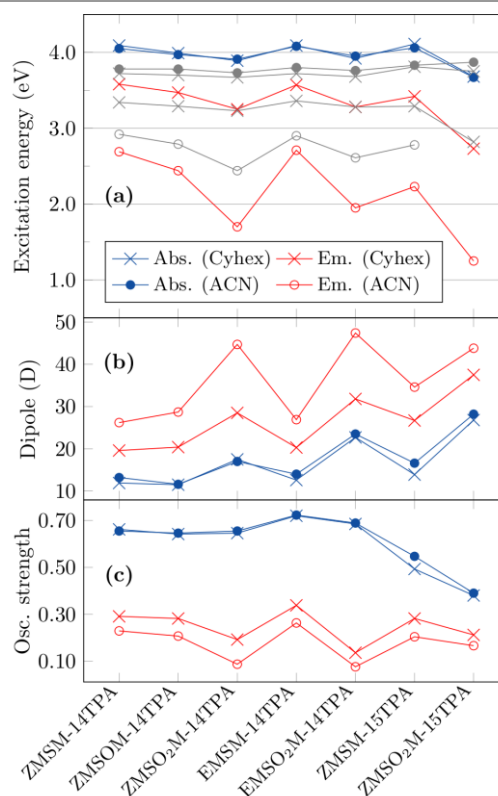 Excitation energy (eV)
4.0
3.0
2.0
1.0
(a)
Abs. (Cyhex) Em. (Cyhex)
Abs. (ACN) Em. (ACN)
Dipole (D)
50
40
30
20
10
(b)
Osc. strength
0.70
0.50
0.30
0.10
(c)
ZMSM-14TPA
ZMSOM-14TPA
ZMSO₂M-14TPA
EMSM-14TPA
EMSO₂M-14TPA
ZMSM-15TPA
ZMSO₂M-15TPA